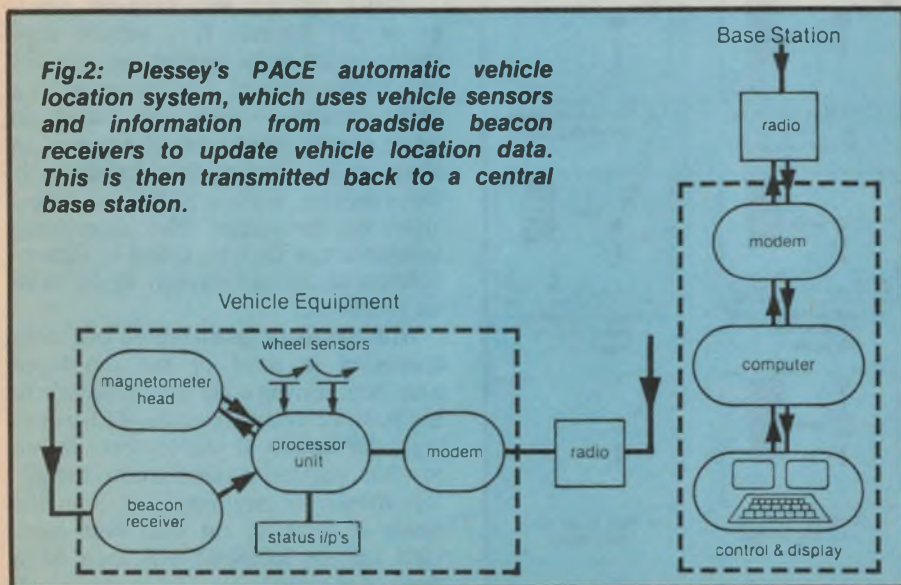 Fig.2: Plessey's PACE automatic vehicle
location system, which uses vehicle sensors
and information from roadside beacon
receivers to update vehicle location data.
This is then transmitted back to a central
base station.
Base Station
radio
modem
computer
control & display
Vehicle Equipment
wheel sensors
magnetometer
head
processor
unit
modem
radio
beacon
receiver
status i/p's